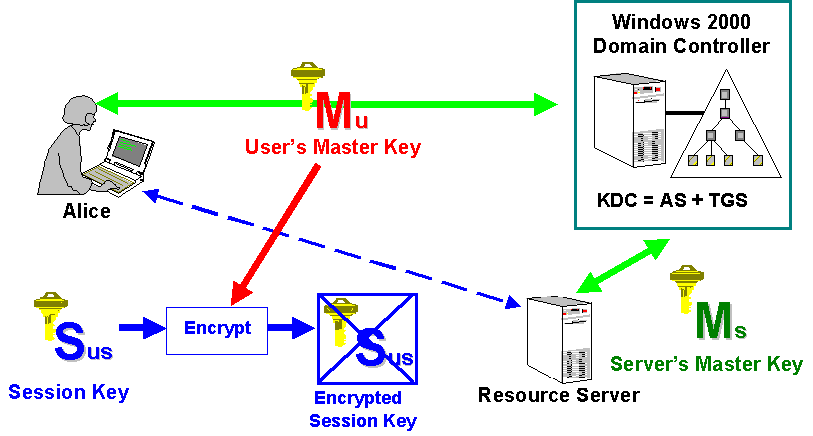 Windows 2000
Domain Controller
Mu
User's Master Key
KDC = AS + TGS
Alice
Sus
Encrypt
Sus
Ms
Server's Master Key
Session Key
Encrypted
Session Key
Resource Server